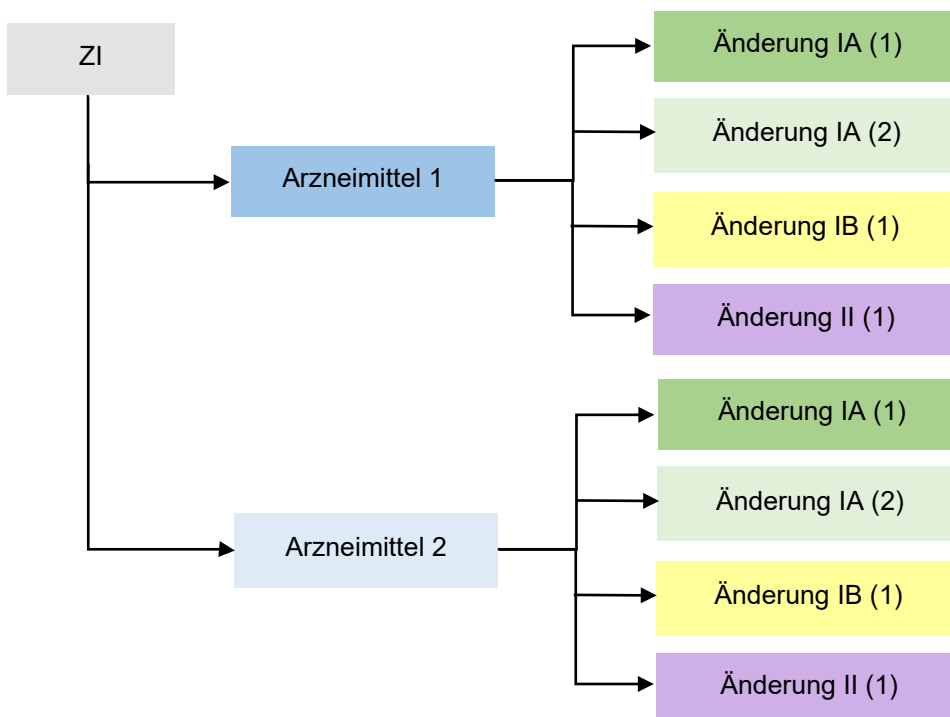 ZI
Arzneimittel 1
Änderung IA (1)
Änderung IA (2)
Änderung IB (1)
Änderung II (1)
Arzneimittel 2
Änderung IA (1)
Änderung IA (2)
Änderung IB (1)
Änderung II (1)